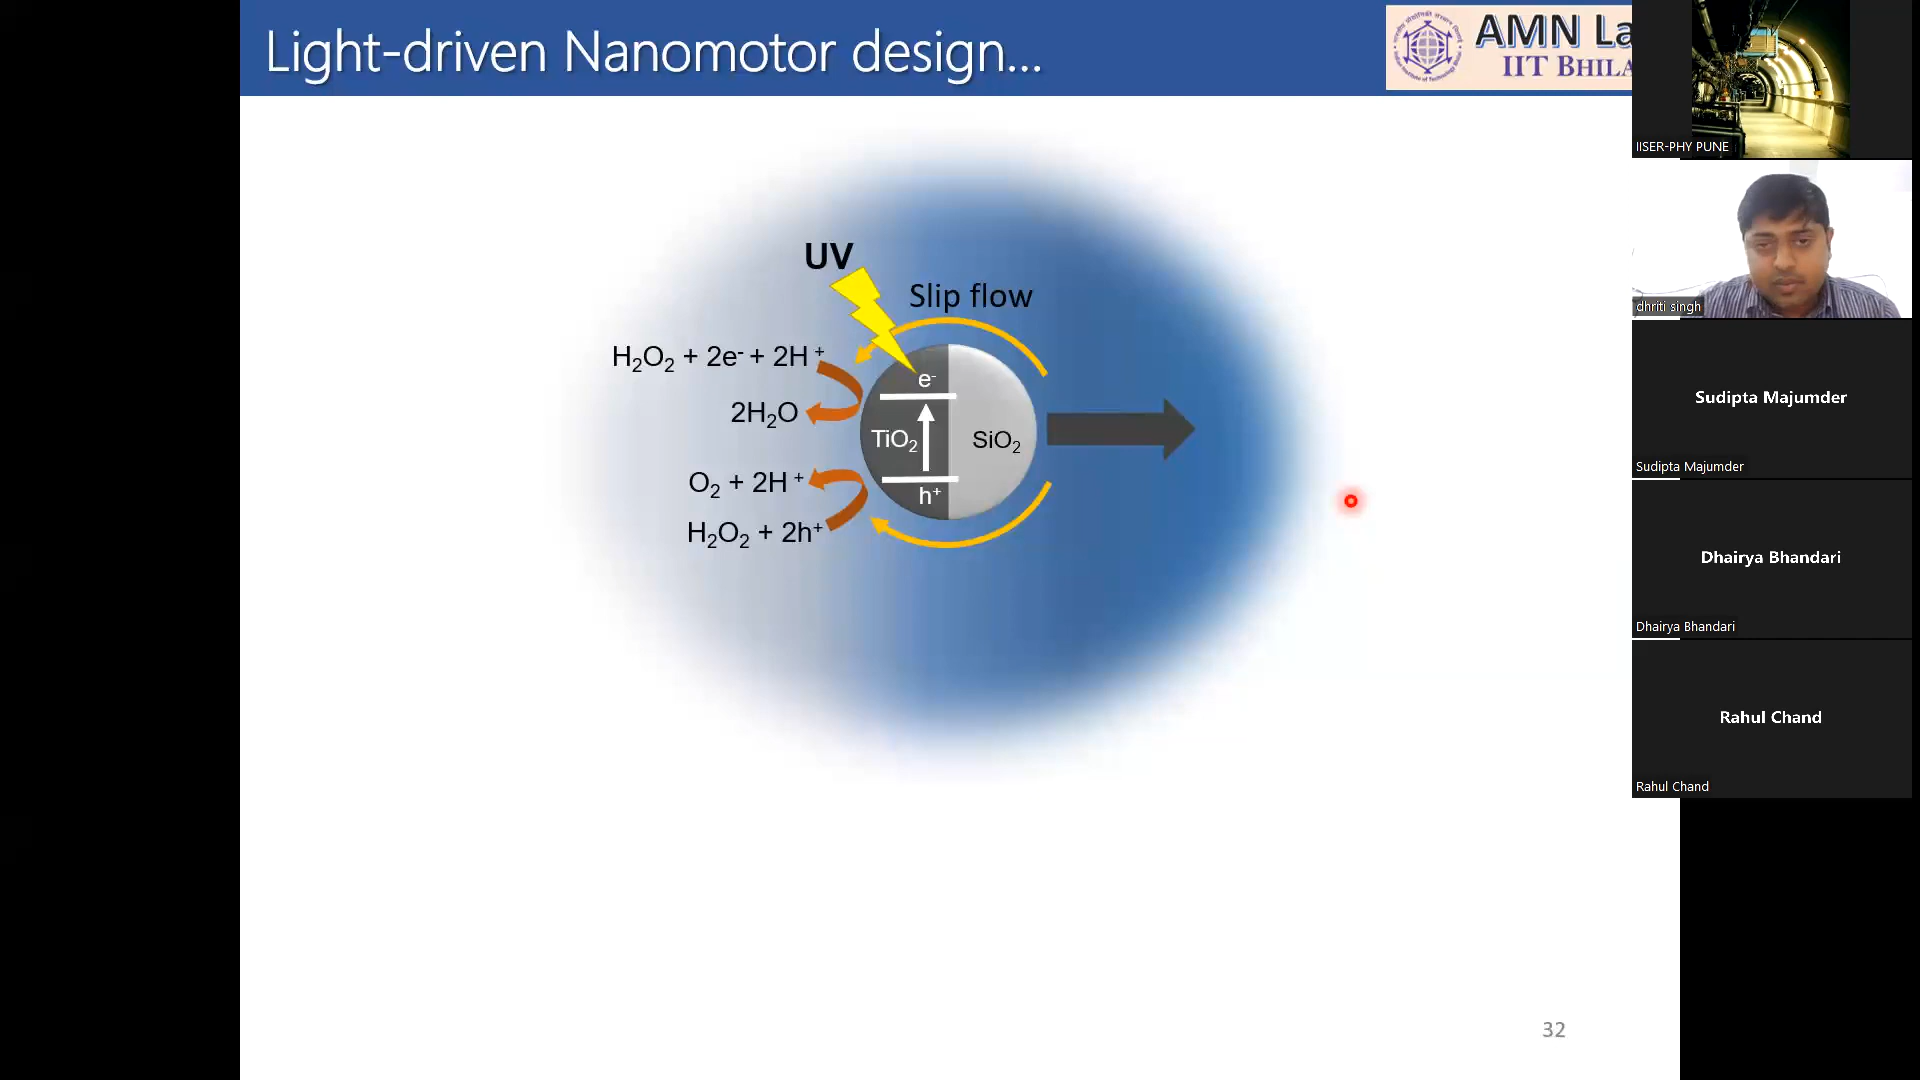 Light-driven Nanomotor design...
AMN La
IIT BHILA
UV
Slip flow
H₂O₂ + 2e⁻ + 2H⁺
2H₂O
O₂ + 2H⁺
H₂O₂ + 2h⁺
e⁻
TiO₂
SiO₂
h⁺
32
IISER-PHY PUNE
dhriti singh
Sudipta Majumder
Sudipta Majumder
Dhairya Bhandari
Dhairya Bhandari
Rahul Chand
Rahul Chand